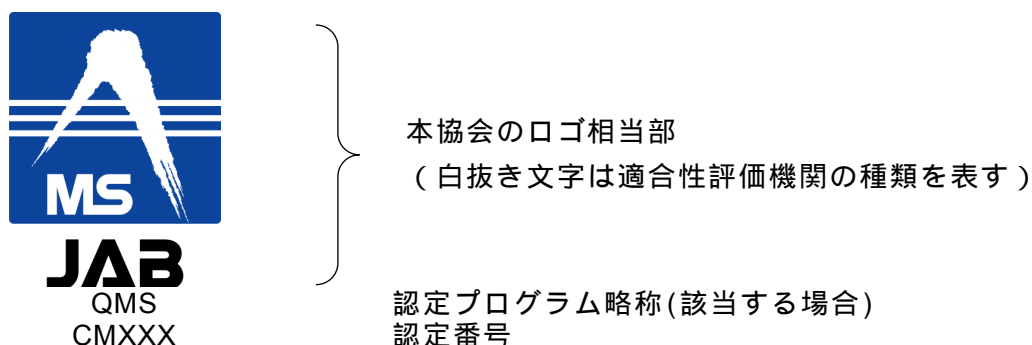 本協会のロゴ相当部
(白抜き文字は適合性評価機関の種類を表す)
MS
JAB
QMS
認定プログラム略称(該当する場合)
CMXXX
認定番号